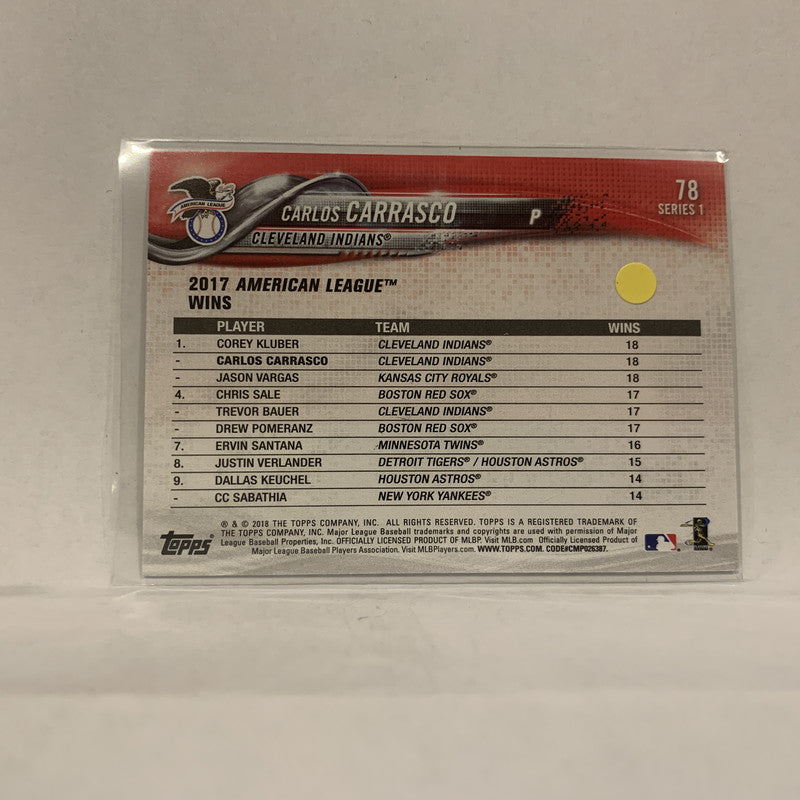 78
SERIES 1
AMERICAN LEAGUE
CARLOS CARRASCO P
CLEVELAND INDIANS®
2017 AMERICAN LEAGUE™
WINS
PLAYER TEAM WINS
1. COREY KLUBER CLEVELAND INDIANS® 18
- CARLOS CARRASCO CLEVELAND INDIANS® 18
- JASON VARGAS KANSAS CITY ROYALS® 18
4. CHRIS SALE BOSTON RED SOX® 17
- TREVOR BAUER CLEVELAND INDIANS® 17
- DREW POMERANZ BOSTON RED SOX® 17
7. ERVIN SANTANA MINNESOTA TWINS® 16
8. JUSTIN VERLANDER DETROIT TIGERS® / HOUSTON ASTROS® 15
9. DALLAS KEUCHEL HOUSTON ASTROS® 14
- CC SABATHIA NEW YORK YANKEES® 14
Topps®
® & © 2018 THE TOPPS COMPANY, INC. ALL RIGHTS RESERVED. TOPPS IS A REGISTERED TRADEMARK OF
THE TOPPS COMPANY, INC. Major League Baseball trademarks and copyrights are used with permission of Major
League Baseball Properties, Inc. OFFICIALLY LICENSED PRODUCT OF MLBP. Visit MLB.com Officially Licensed Product of
Major League Baseball Players Association. Visit MLBPlayers.com. WWW.TOPPS.COM. CODE#CMP026387.